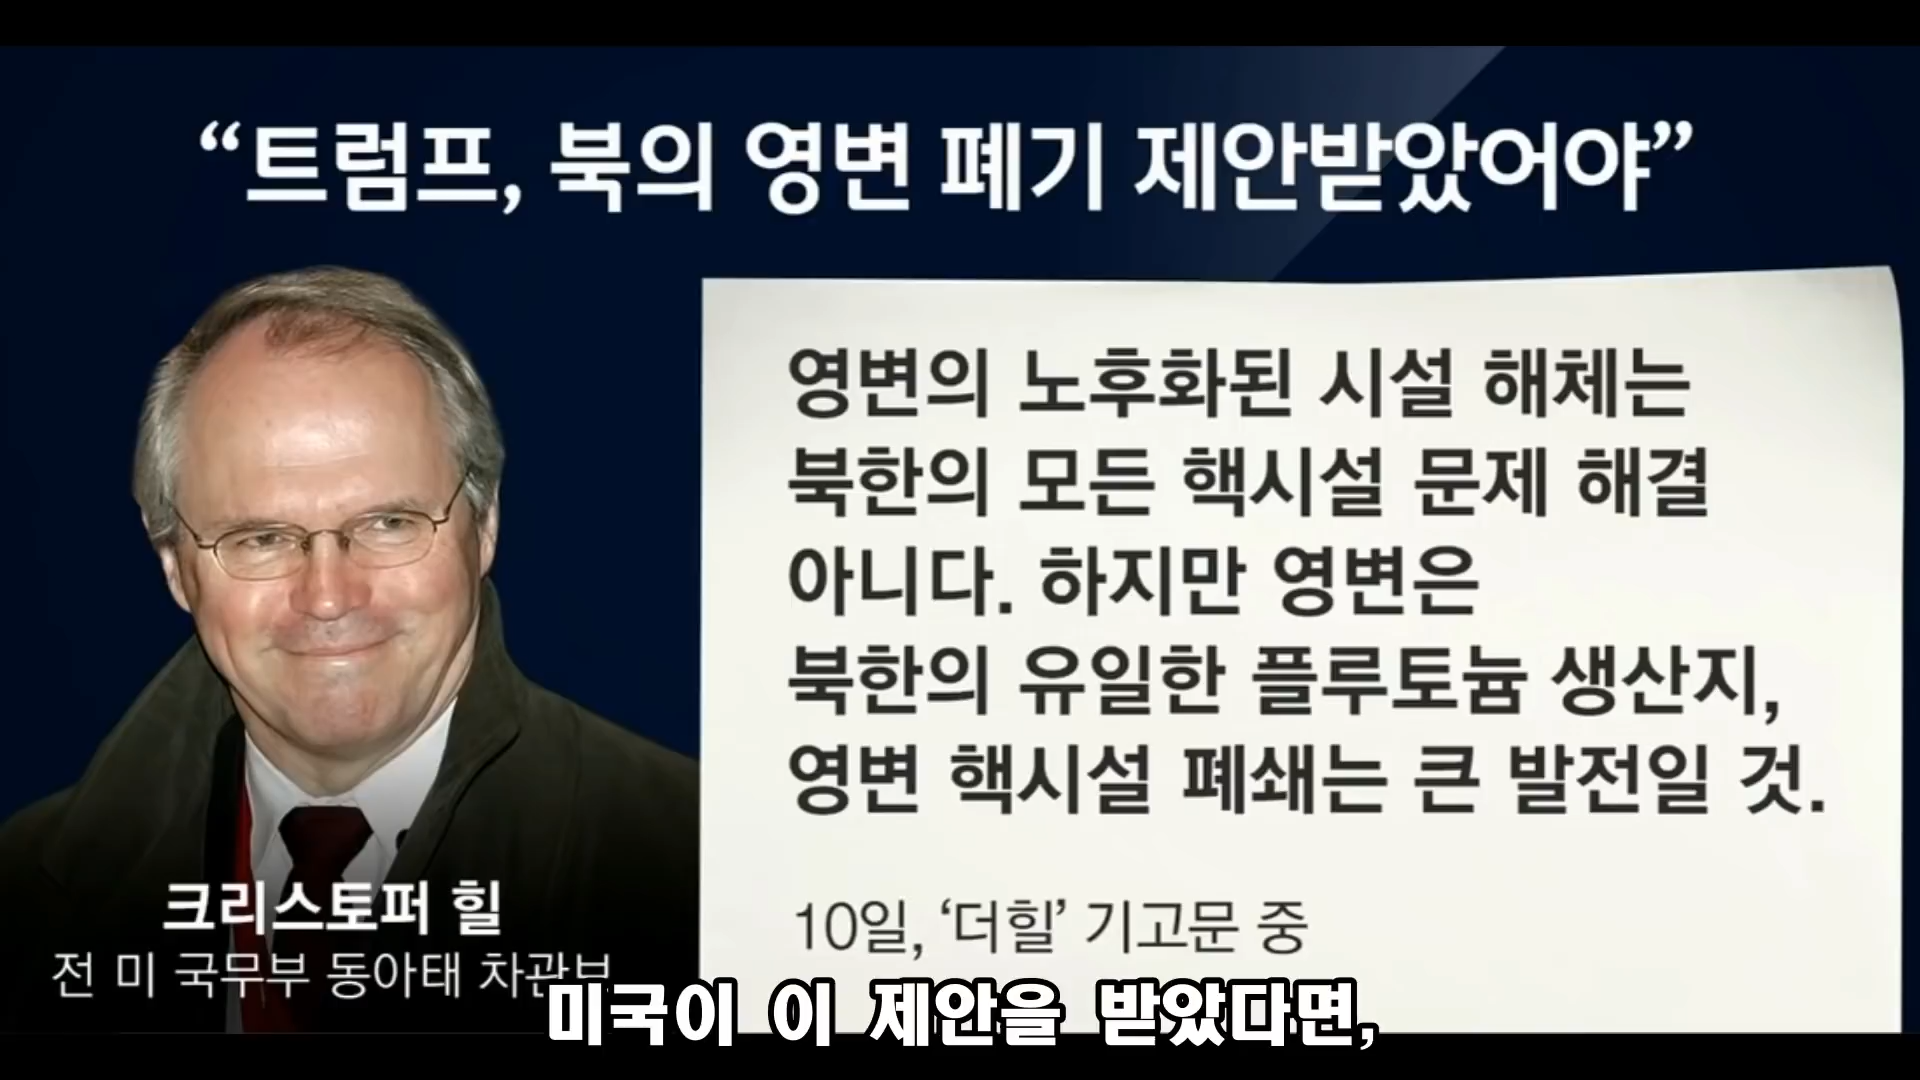 “트럼프, 북의 영변 폐기 제안받았어야”
영변의 노후화된 시설 해체는
북한의 모든 핵시설 문제 해결
아니다. 하지만 영변은
북한의 유일한 플루토늄 생산지,
영변 핵시설 폐쇄는 큰 발전일 것.
10일, ‘더힐’ 기고문 중
크리스토퍼 힐
전 미 국무부 동아태 차관보
미국이 이 제안을 받았다면,